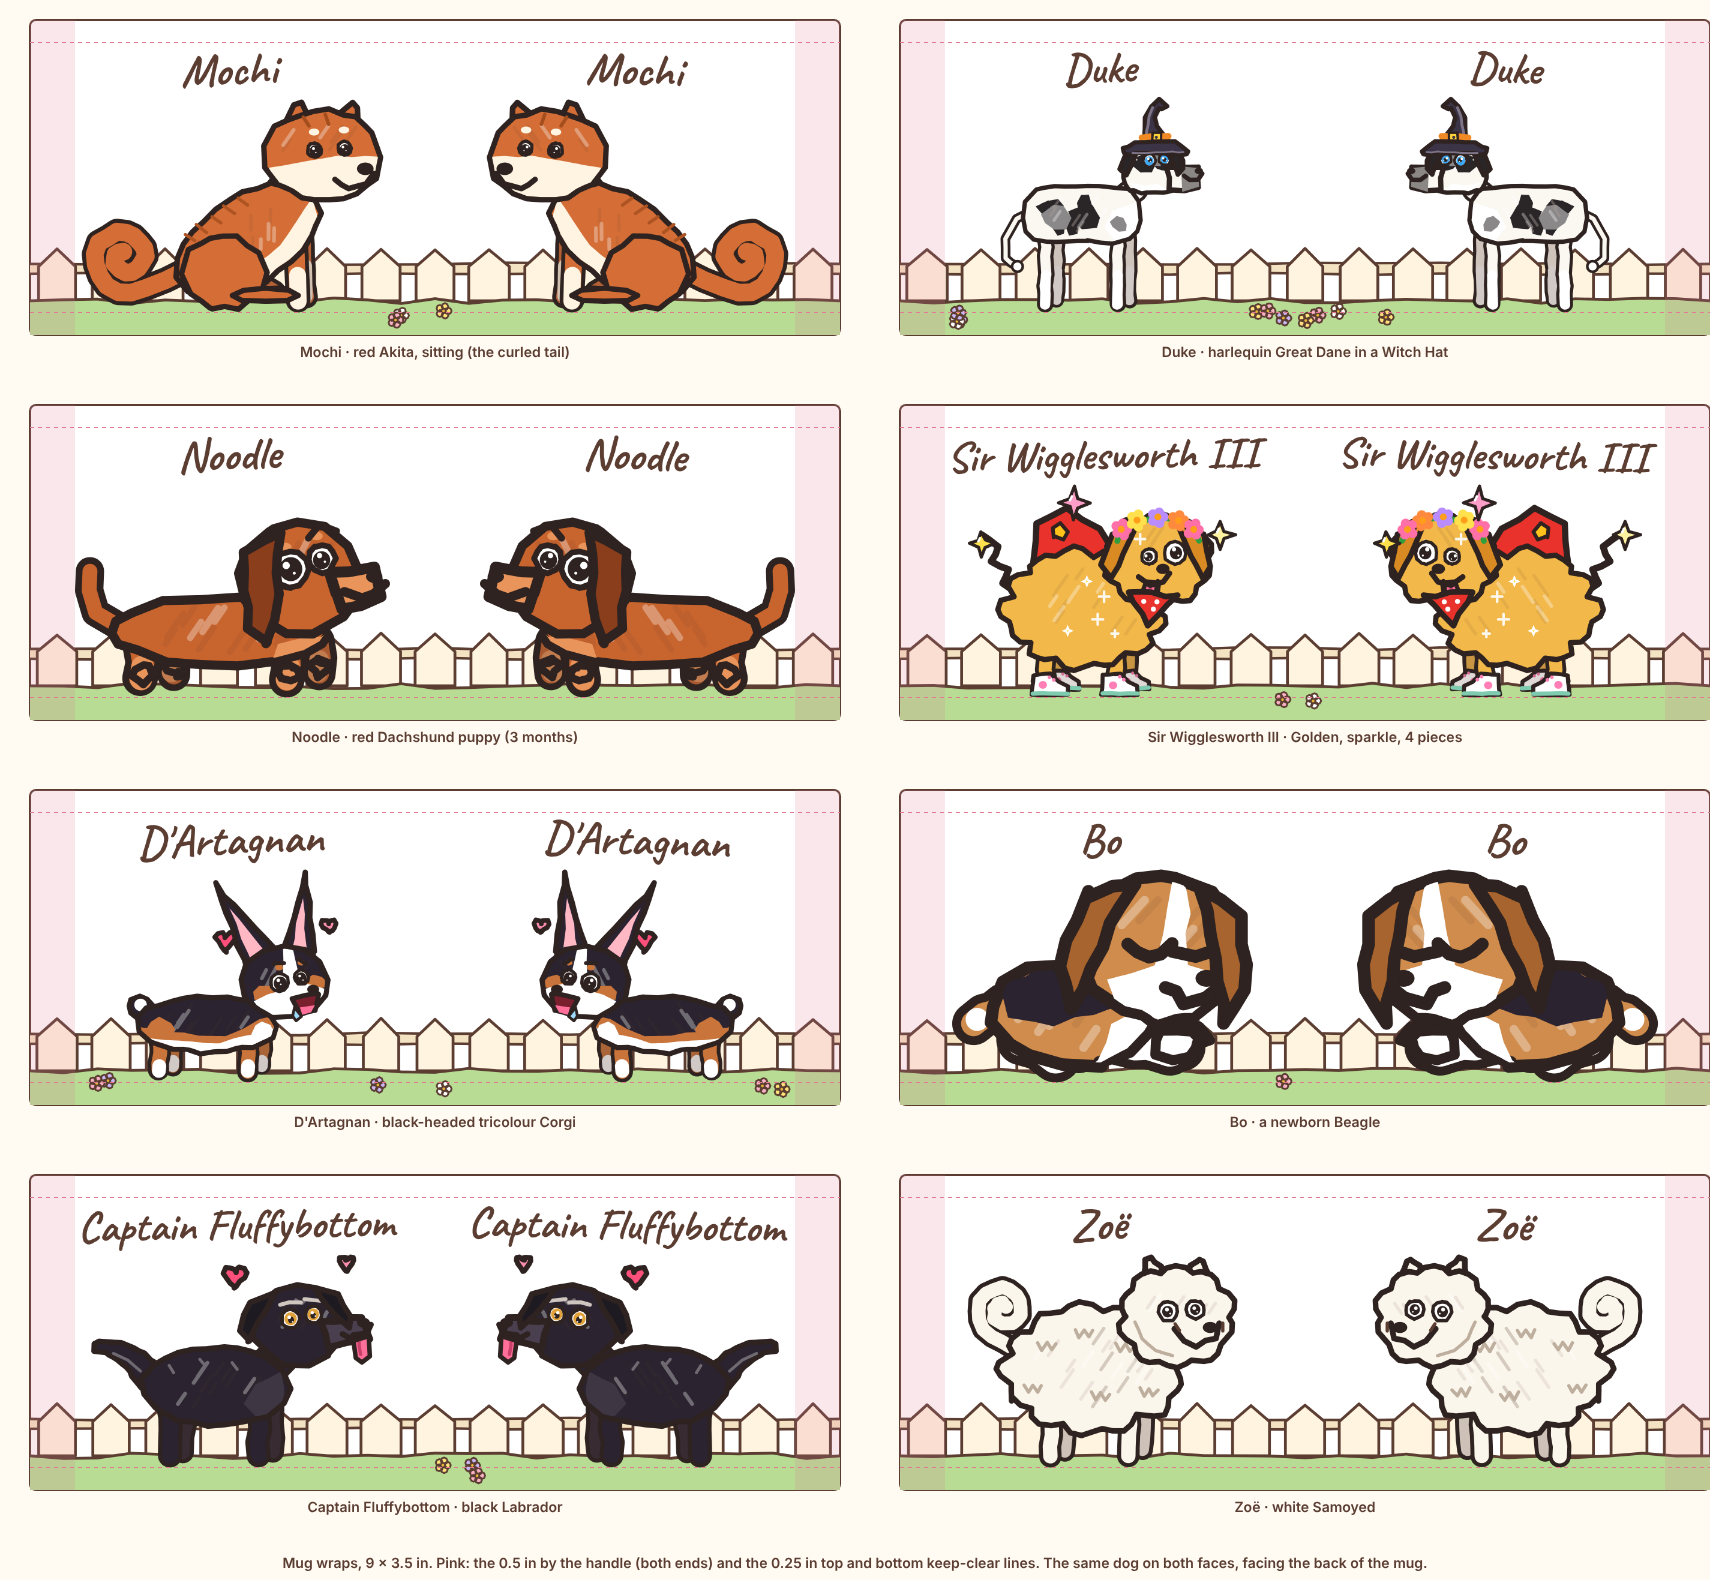 Mochi Mochi
Duke Duke
Mochi · red Akita, sitting (the curled tail)
Duke · harlequin Great Dane in a Witch Hat
Noodle Noodle
Sir Wigglesworth III Sir Wigglesworth III
Noodle · red Dachshund puppy (3 months)
Sir Wigglesworth III · Golden, sparkle, 4 pieces
D'Artagnan D'Artagnan
Bo Bo
D'Artagnan · black-headed tricolour Corgi
Bo · a newborn Beagle
Captain Fluffybottom Captain Fluffybottom
Zoë Zoë
Captain Fluffybottom · black Labrador
Zoë · white Samoyed
Mug wraps, 9 × 3.5 in. Pink: the 0.5 in by the handle (both ends) and the 0.25 in top and bottom keep-clear lines. The same dog on both faces, facing the back of the mug.